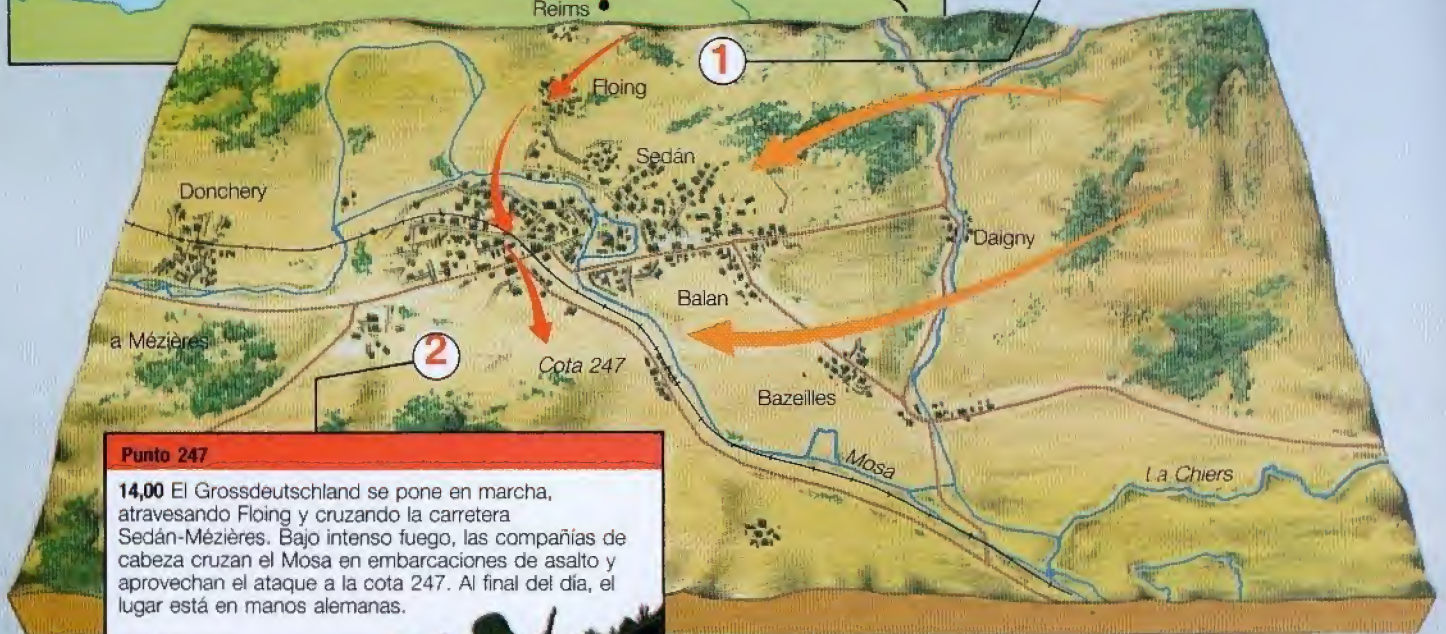 Reims
1
Floing
Sedán
Donchery
Daigny
Balan
a Mézières
2
Cota 247
Bazeilles
Mosa
La Chiers
Punto 247
14,00 El Grossdeutschland se pone en marcha,
atravesando Floing y cruzando la carretera
Sedán-Mézières. Bajo intenso fuego, las compañías de
cabeza cruzan el Mosa en embarcaciones de asalto y
aprovechan el ataque a la cota 247. Al final del día, el
lugar está en manos alemanas.